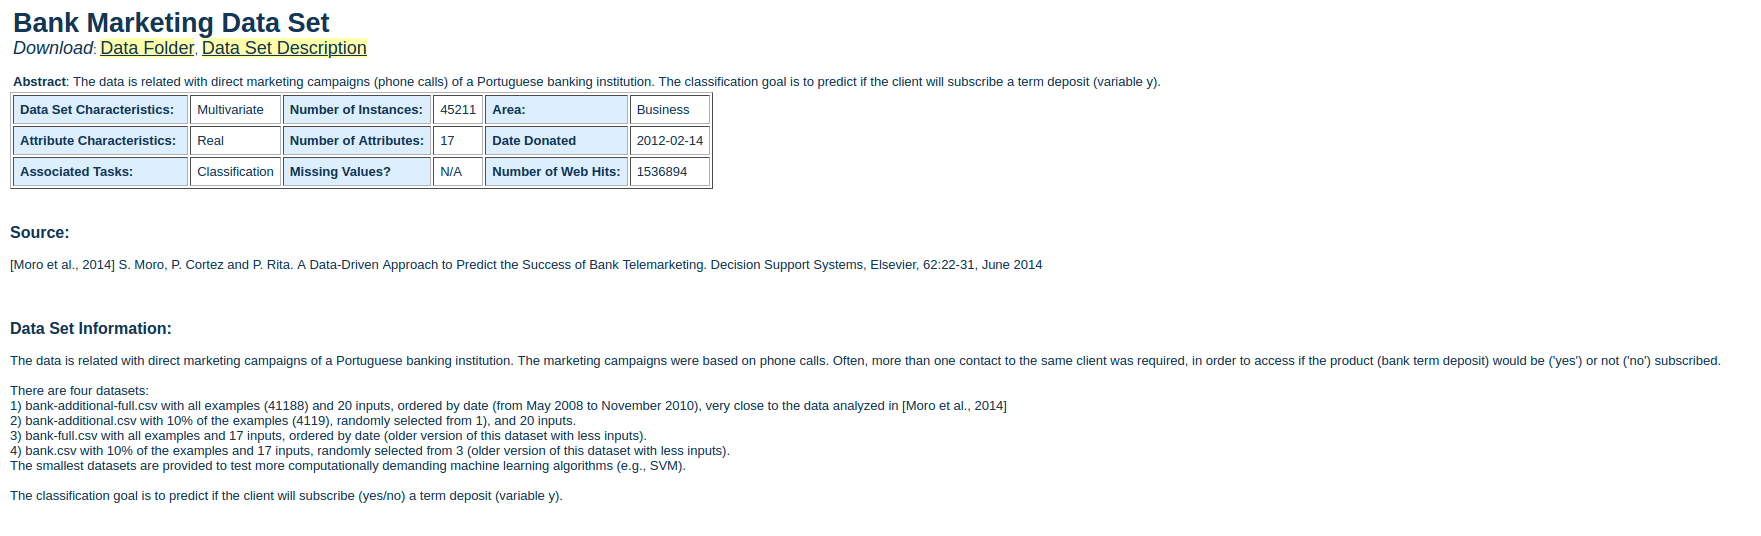 Bank Marketing Data Set
Download: Data Folder, Data Set Description
Abstract: The data is related with direct marketing campaigns (phone calls) of a Portuguese banking institution. The classification goal is to predict if the client will subscribe a term deposit (variable y).
Data Set Characteristics: Multivariate Number of Instances: 45211 Area: Business
Attribute Characteristics: Real Number of Attributes: 17 Date Donated 2012-02-14
Associated Tasks: Classification Missing Values? N/A Number of Web Hits: 1536894
Source:
[Moro et al., 2014] S. Moro, P. Cortez and P. Rita. A Data-Driven Approach to Predict the Success of Bank Telemarketing. Decision Support Systems, Elsevier, 62:22-31, June 2014
Data Set Information:
The data is related with direct marketing campaigns of a Portuguese banking institution. The marketing campaigns were based on phone calls. Often, more than one contact to the same client was required, in order to access if the product (bank term deposit) would be ('yes') or not ('no') subscribed.
There are four datasets:
1) bank-additional-full.csv with all examples (41188) and 20 inputs, ordered by date (from May 2008 to November 2010), very close to the data analyzed in [Moro et al., 2014]
2) bank-additional.csv with 10% of the examples (4119), randomly selected from 1), and 20 inputs.
3) bank-full.csv with all examples and 17 inputs, ordered by date (older version of this dataset with less inputs).
4) bank.csv with 10% of the examples and 17 inputs, randomly selected from 3 (older version of this dataset with less inputs).
The smallest datasets are provided to test more computationally demanding machine learning algorithms (e.g., SVM).
The classification goal is to predict if the client will subscribe (yes/no) a term deposit (variable y).